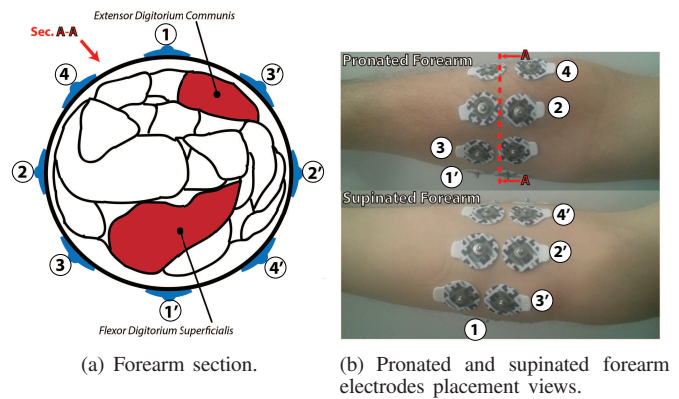 Extensor Digitorium Communis
Sec. A-A
1
4
3'
2
2'
3
4'
1'
Flexor Digitorium Superficialis
(a) Forearm section.
Pronated Forearm
A
4
2
3
1'
A
Supinated Forearm
4'
2'
3'
1
(b) Pronated and supinated forearm
electrodes placement views.